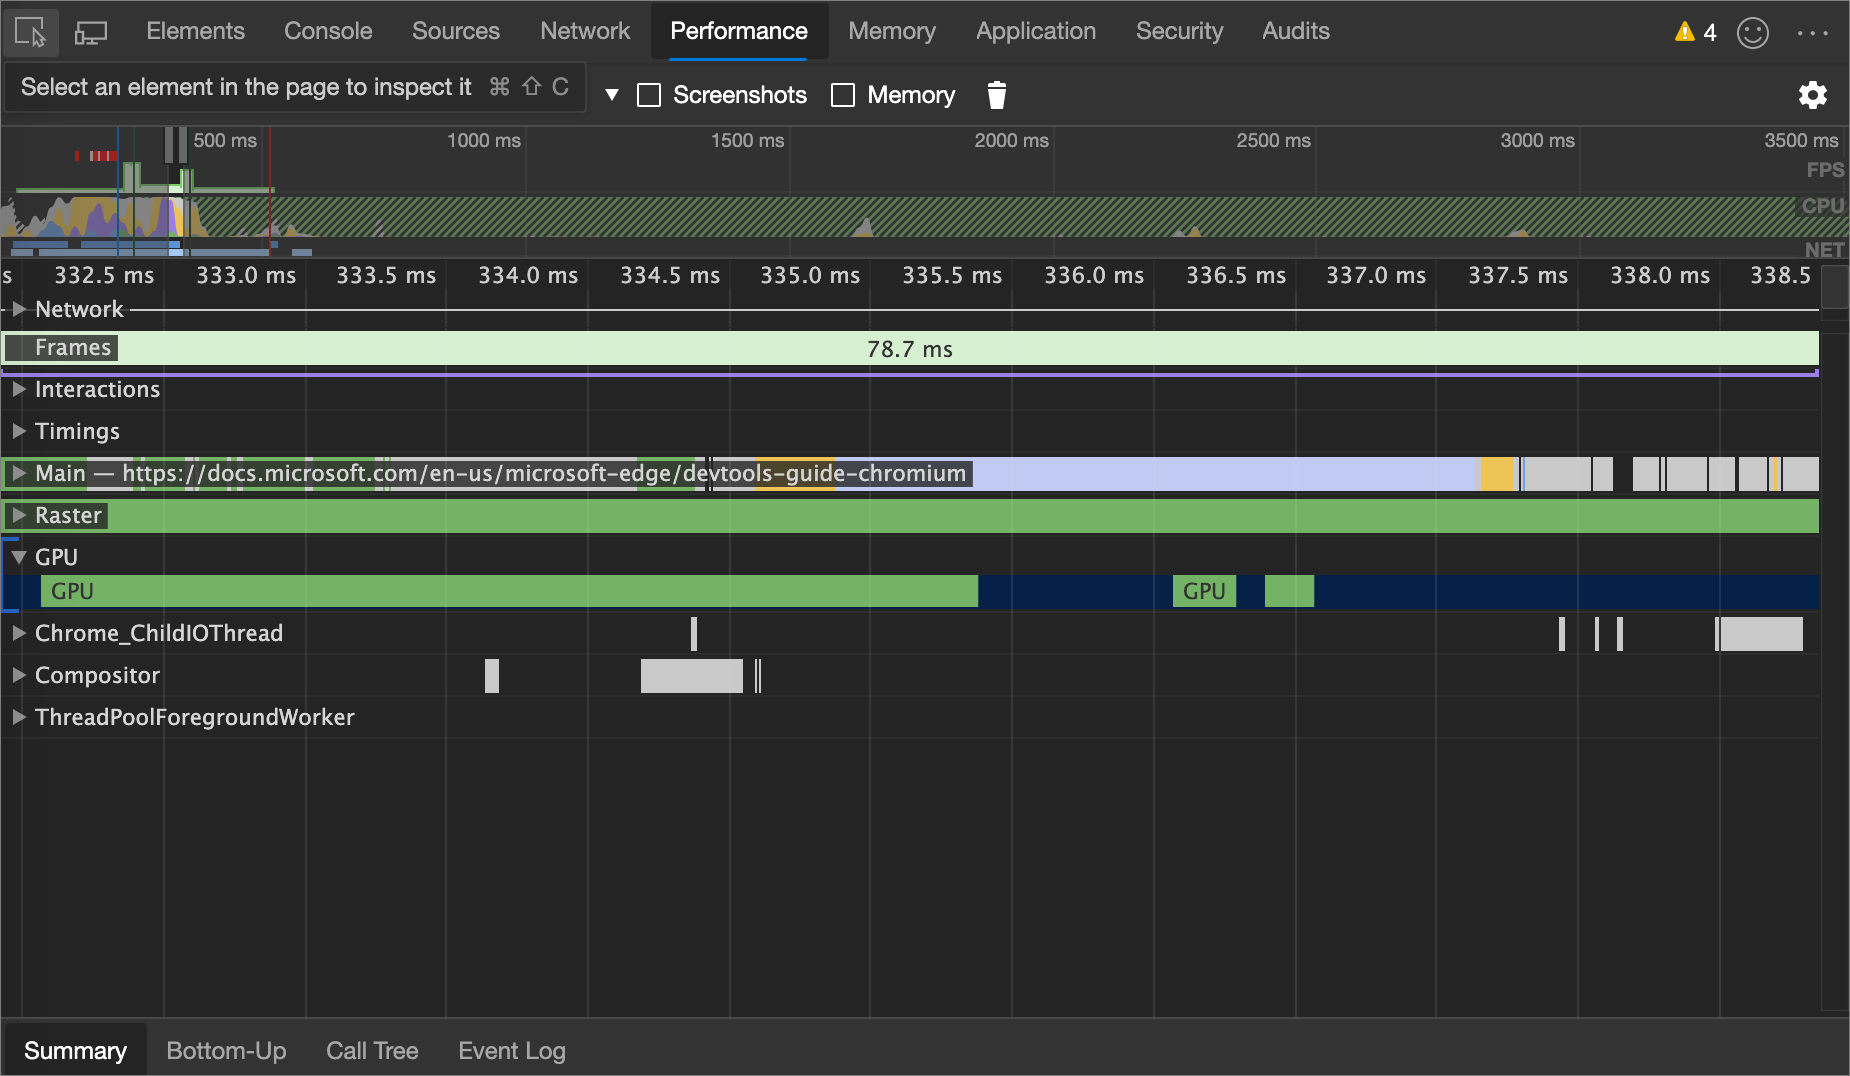 Elements Console Sources Network Performance Memory Application Security Audits 4
Select an element in the page to inspect it ⌘ ⇧ C Screenshots Memory
500 ms 1000 ms 1500 ms 2000 ms 2500 ms 3000 ms 3500 ms
FPS
CPU
NET
s 332.5 ms 333.0 ms 333.5 ms 334.0 ms 334.5 ms 335.0 ms 335.5 ms 336.0 ms 336.5 ms 337.0 ms 337.5 ms 338.0 ms 338.5
Network
Frames 78.7 ms
Interactions
Timings
Main — https://docs.microsoft.com/en-us/microsoft-edge/devtools-guide-chromium
Raster
GPU
GPU GPU
Chrome_ChildIOThread
Compositor
ThreadPoolForegroundWorker
Summary Bottom-Up Call Tree Event Log